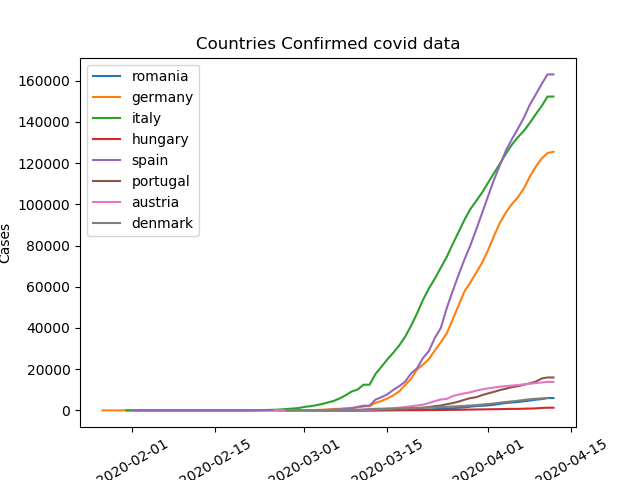 Countries Confirmed covid data
romania
germany
italy
hungary
spain
portugal
austria
denmark
160000
140000
120000
100000
80000
60000
40000
20000
0
Cases
2020-02-01
2020-02-15
2020-03-01
2020-03-15
2020-04-01
2020-04-15